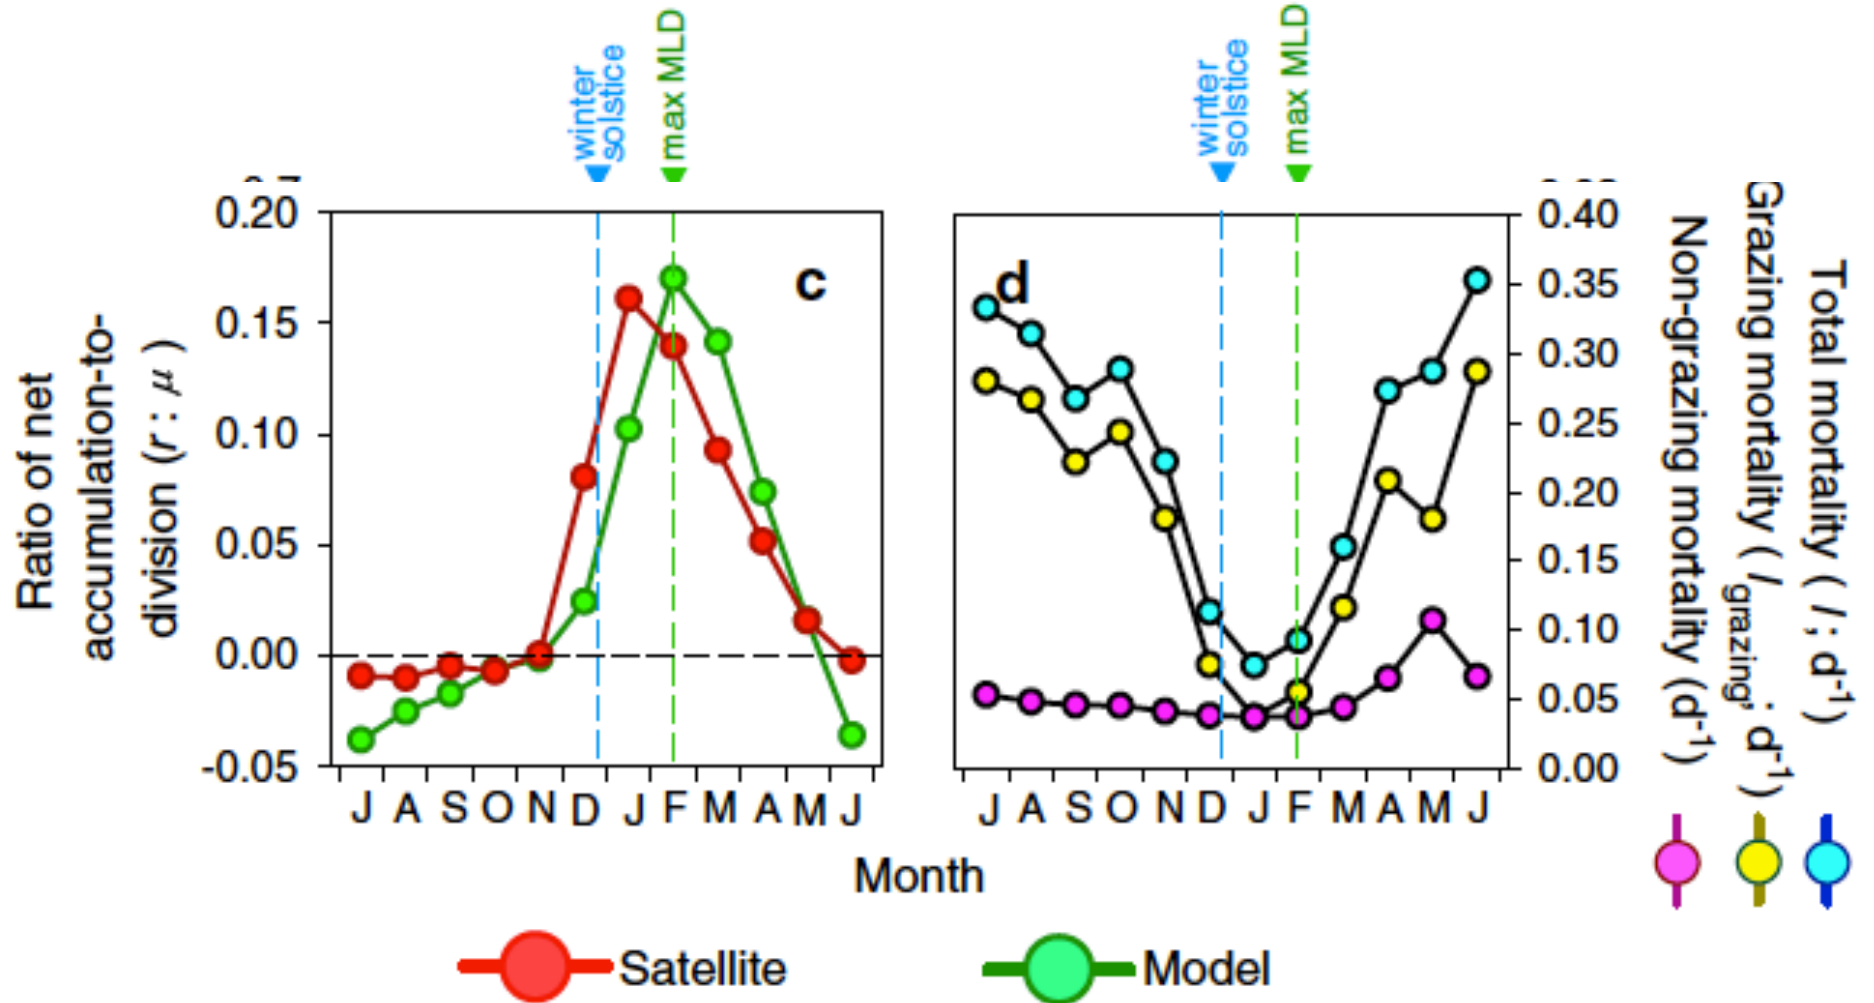 winter
solstice
max MLD
winter
solstice
max MLD
0.20
0.15
0.10
0.05
0.00
-0.05
Ratio of net
accumulation-to-
division (r : μ )
c
J A S O N D J F M A M J
d
J A S O N D J F M A M J
0.40
0.35
0.30
0.25
0.20
0.15
0.10
0.05
0.00
Non-grazing mortality (d-1)
Grazing mortality ( l grazing, ; d-1)
Total mortality ( l ; d-1)
Month
Satellite
Model